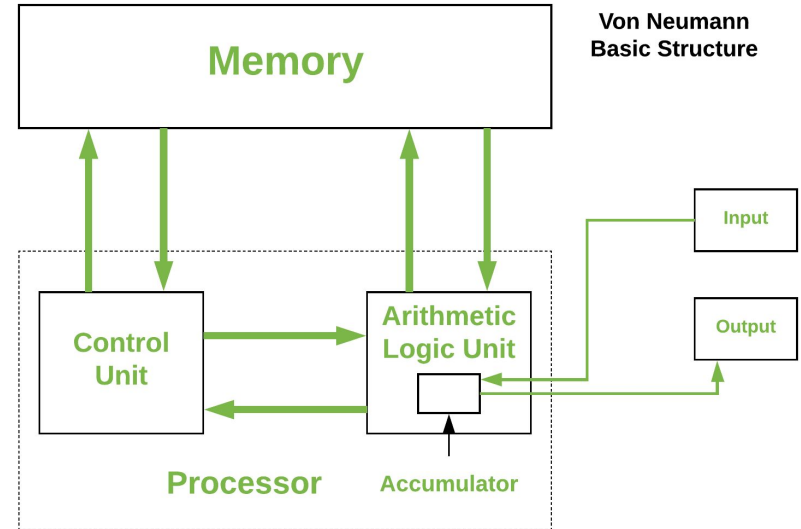 Von Neumann
Basic Structure
Memory
Input
Output
Control
Unit
Arithmetic
Logic Unit
Processor
Accumulator